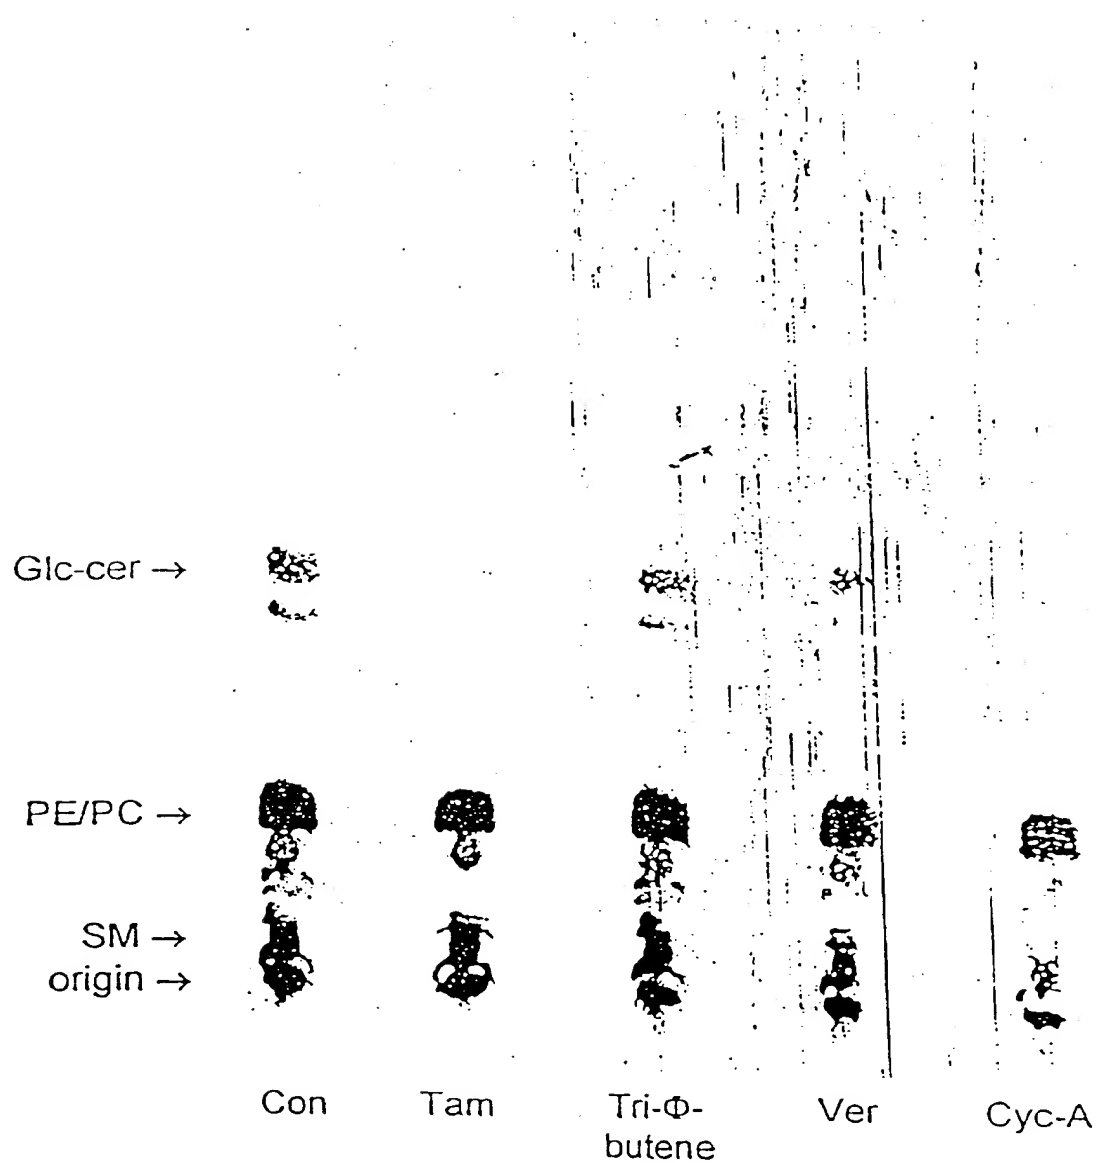 Glc-cer →
PE/PC →
SM →
origin →
Con
Tam
Tri-Φ-
butene
Ver
Cyc-A